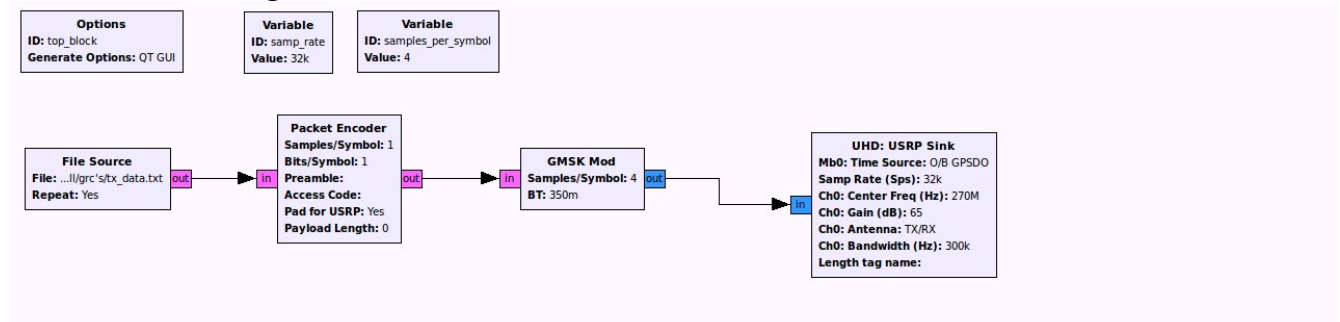 Options
ID: top_block
Generate Options: QT GUI
Variable
ID: samp_rate
Value: 32k
Variable
ID: samples_per_symbol
Value: 4
File Source
File: ...ll/grc's/tx_data.txt
Repeat: Yes
out
in
Packet Encoder
Samples/Symbol: 1
Bits/Symbol: 1
Preamble:
Access Code:
Pad for USRP: Yes
Payload Length: 0
out
in
GMSK Mod
Samples/Symbol: 4
BT: 350m
out
in
UHD: USRP Sink
Mb0: Time Source: O/B GPSDO
Samp Rate (Sps): 32k
Ch0: Center Freq (Hz): 270M
Ch0: Gain (dB): 65
Ch0: Antenna: TX/RX
Ch0: Bandwidth (Hz): 300k
Length tag name: